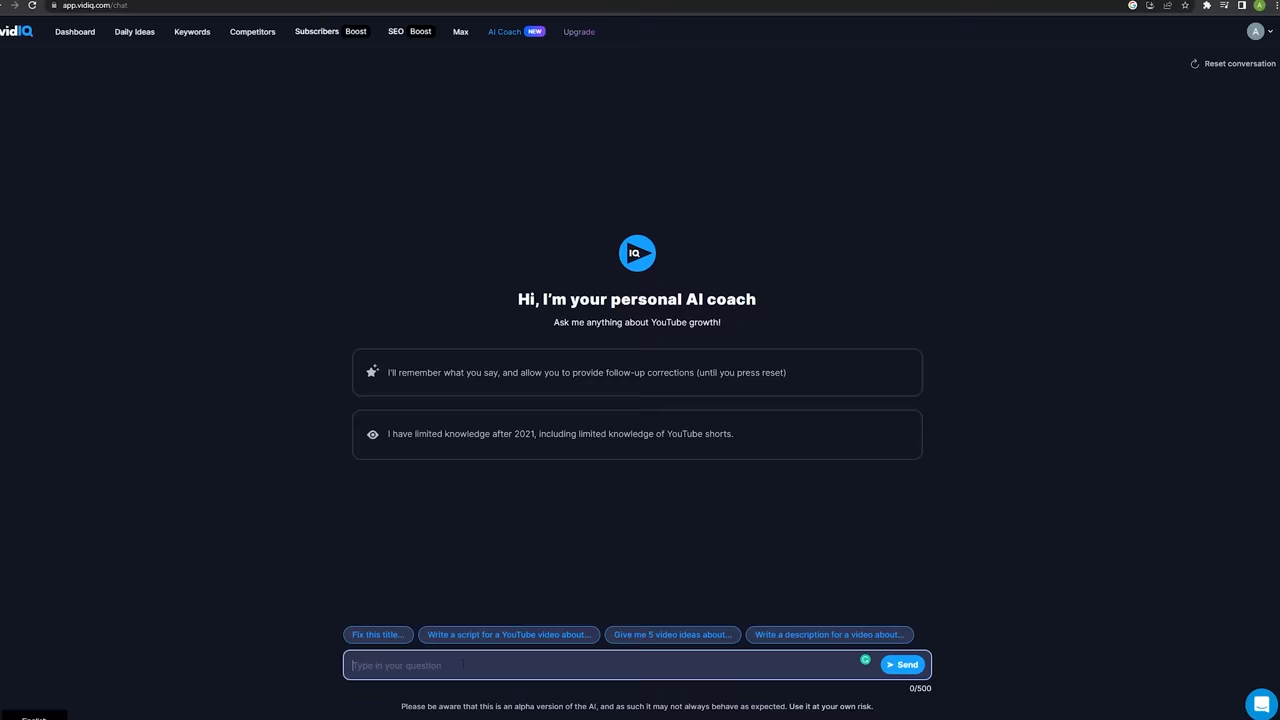 app.vidiq.com/chat
A
vidIQ Dashboard Daily Ideas Keywords Competitors Subscribers Boost SEO Boost Max AI Coach NEW Upgrade A
Reset conversation
IQ
Hi, I'm your personal AI coach
Ask me anything about YouTube growth!
I'll remember what you say, and allow you to provide follow-up corrections (until you press reset)
I have limited knowledge after 2021, including limited knowledge of YouTube shorts.
Fix this title... Write a script for a YouTube video about... Give me 5 video ideas about... Write a description for a video about...
Type in your question Send
0/500
Please be aware that this is an alpha version of the AI, and as such it may not always behave as expected. Use it at your own risk.
English